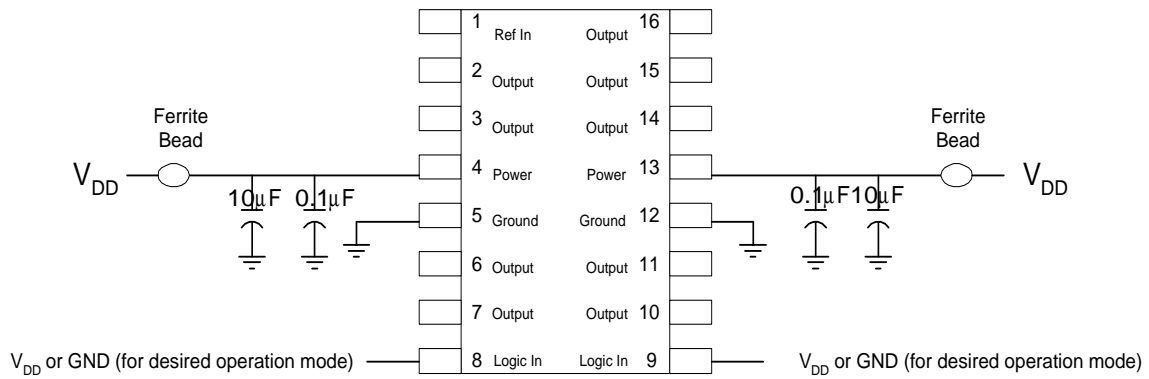 1 Ref In Output 16
2 Output Output 15
3 Output Output 14
Ferrite Bead
Ferrite Bead
V_DD 4 Power Power 13 V_DD
10μF 0.1μF 0.1μF 10μF
5 Ground Ground 12
6 Output Output 11
7 Output Output 10
V_DD or GND (for desired operation mode) 8 Logic In Logic In 9 V_DD or GND (for desired operation mode)